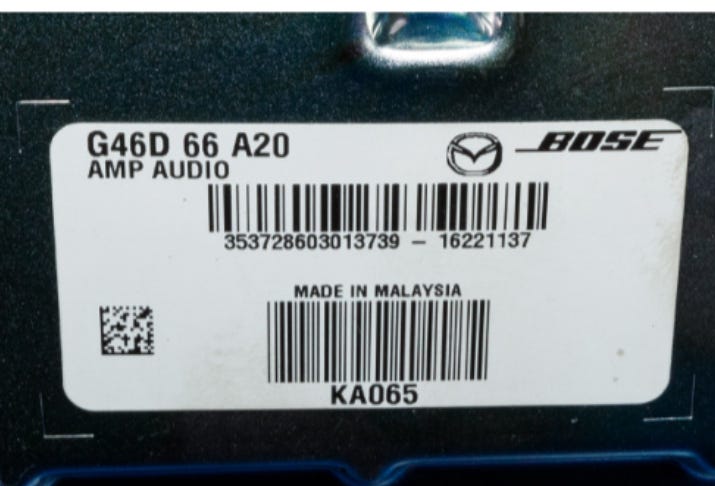 G46D 66 A20
AMP AUDIO
BOSE
353728603013739 - 16221137
MADE IN MALAYSIA
KA065